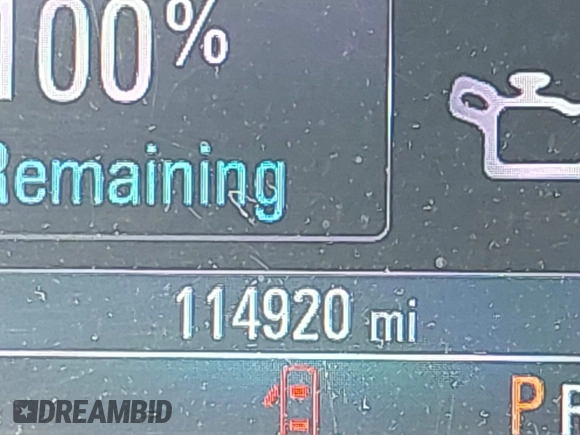 100%
Remaining
114920 mi
P
DREAMBID